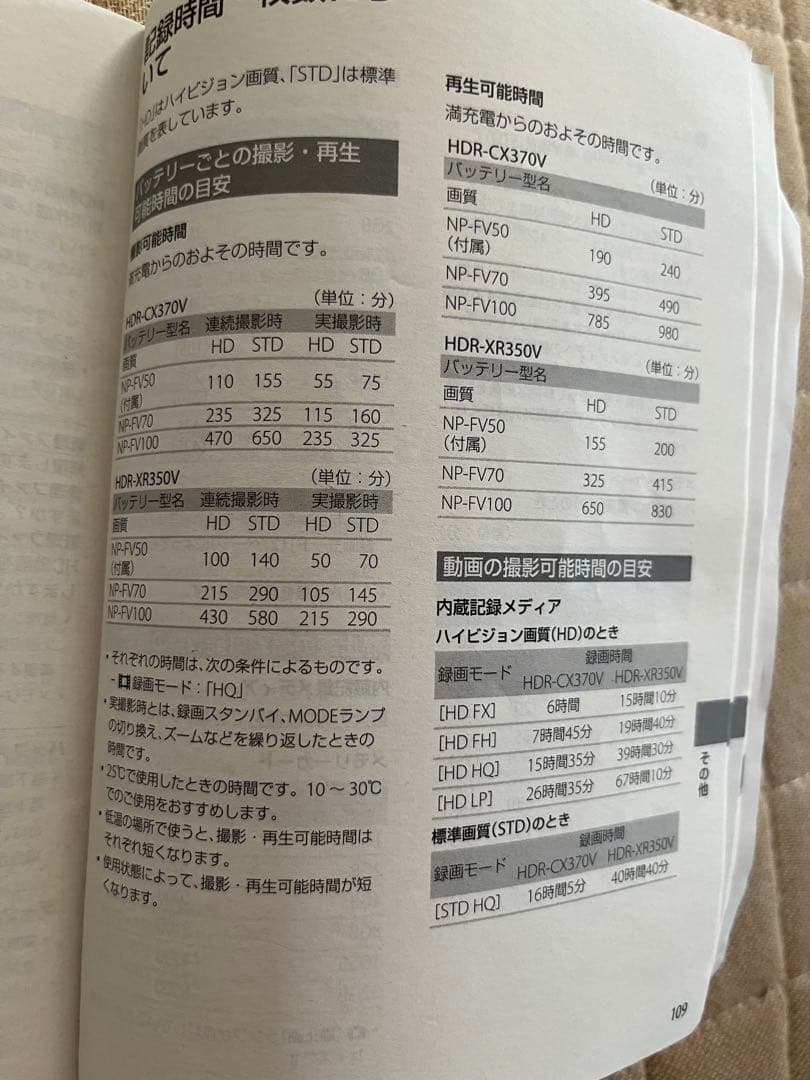 記録時間
いて
「HD」はハイビジョン画質、「STD」は標準
画質を表しています。
バッテリーごとの撮影・再生
可能時間の目安
撮影可能時間
満充電からのおよその時間です。
HDR-CX370V (単位：分)
バッテリー型名 連続撮影時 実撮影時
画質 HD STD HD STD
NP-FV50 110 155 55 75
(付属)
NP-FV70 235 325 115 160
NP-FV100 470 650 235 325
HDR-XR350V (単位：分)
バッテリー型名 連続撮影時 実撮影時
画質 HD STD HD STD
NP-FV50 100 140 50 70
(付属)
NP-FV70 215 290 105 145
NP-FV100 430 580 215 290
• それぞれの時間は、次の条件によるものです。
- 録画モード：「HQ」
• 実撮影時とは、録画スタンバイ、MODEランプ
の切り換え、ズームなどを繰り返したときの
時間です。
• 25℃で使用したときの時間です。10～30℃
でのご使用をおすすめします。
• 低温の場所で使うと、撮影・再生可能時間は
それぞれ短くなります。
• 使用状態によって、撮影・再生可能時間が短
くなります。
再生可能時間
満充電からのおよその時間です。
HDR-CX370V (単位：分)
バッテリー型名
画質 HD STD
NP-FV50 190 240
(付属)
NP-FV70 395 490
NP-FV100 785 980
HDR-XR350V (単位：分)
バッテリー型名
画質 HD STD
NP-FV50 155 200
(付属)
NP-FV70 325 415
NP-FV100 650 830
動画の撮影可能時間の目安
内蔵記録メディア
ハイビジョン画質(HD)のとき
録画モード 録画時間
HDR-CX370V HDR-XR350V
[HD FX] 6時間 15時間10分
[HD FH] 7時間45分 19時間40分
[HD HQ] 15時間35分 39時間30分
[HD LP] 26時間35分 67時間10分
標準画質(STD)のとき
録画モード 録画時間
HDR-CX370V HDR-XR350V
[STD HQ] 16時間5分 40時間40分
その他
109